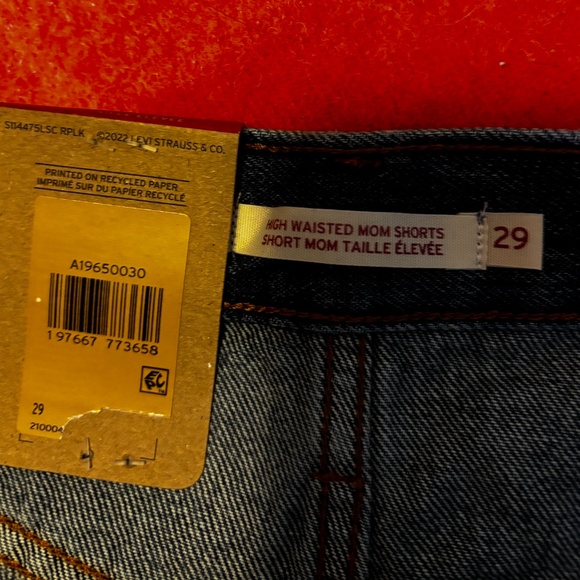 S114475LSC RPLK ©2022 LEVI STRAUSS & CO.
PRINTED ON RECYCLED PAPER
IMPRIMÉ SUR DU PAPIER RECYCLÉ
A19650030
1 97667 773658
29
21000
HIGH WAISTED MOM SHORTS
SHORT MOM TAILLE ÉLEVÉE
29